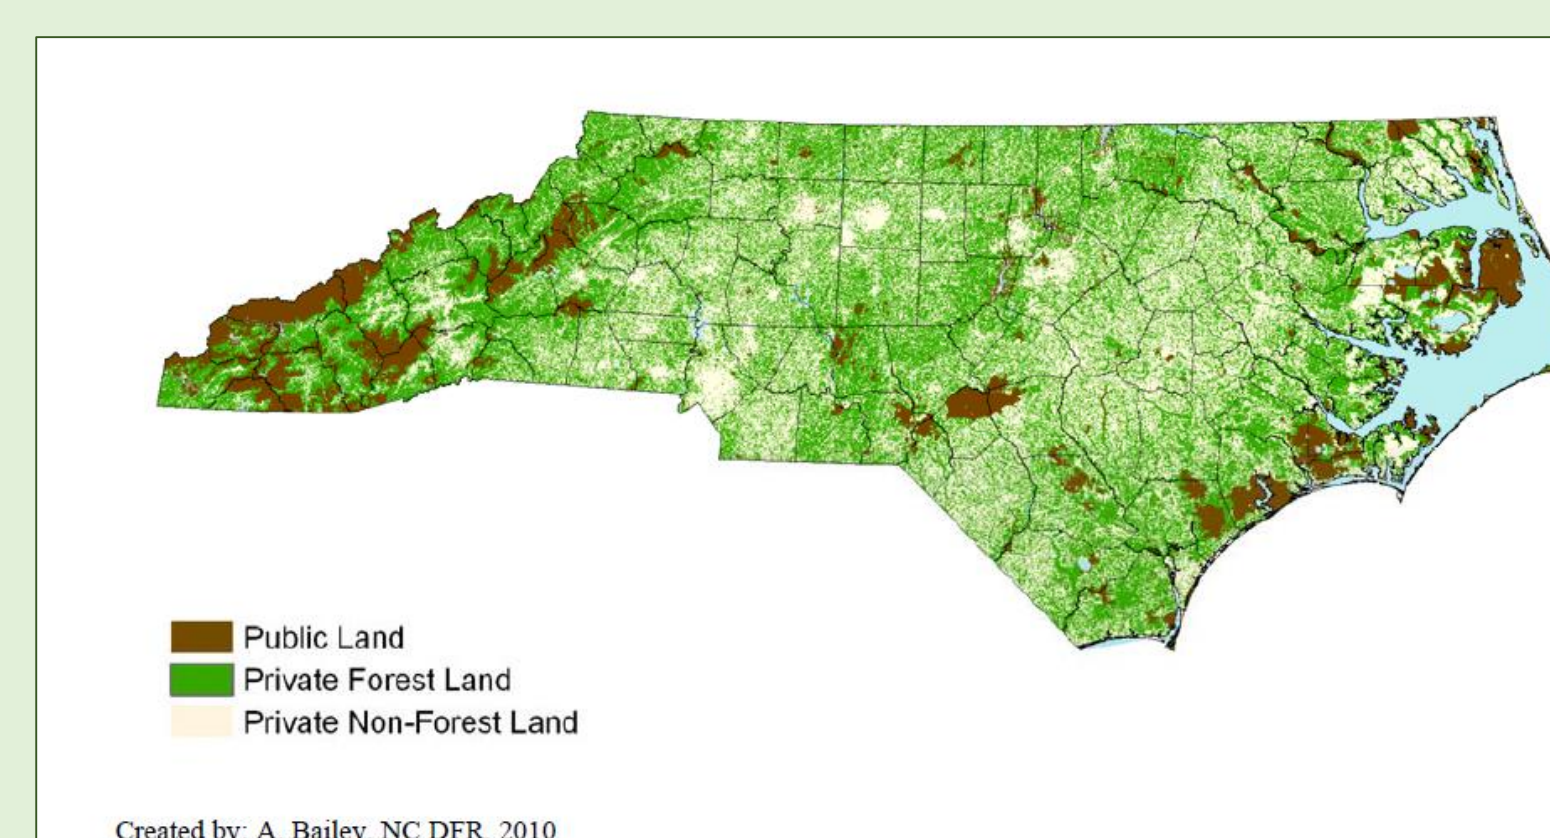 Public Land
Private Forest Land
Private Non-Forest Land
Created by: A. Bailey, NC DFR, 2010